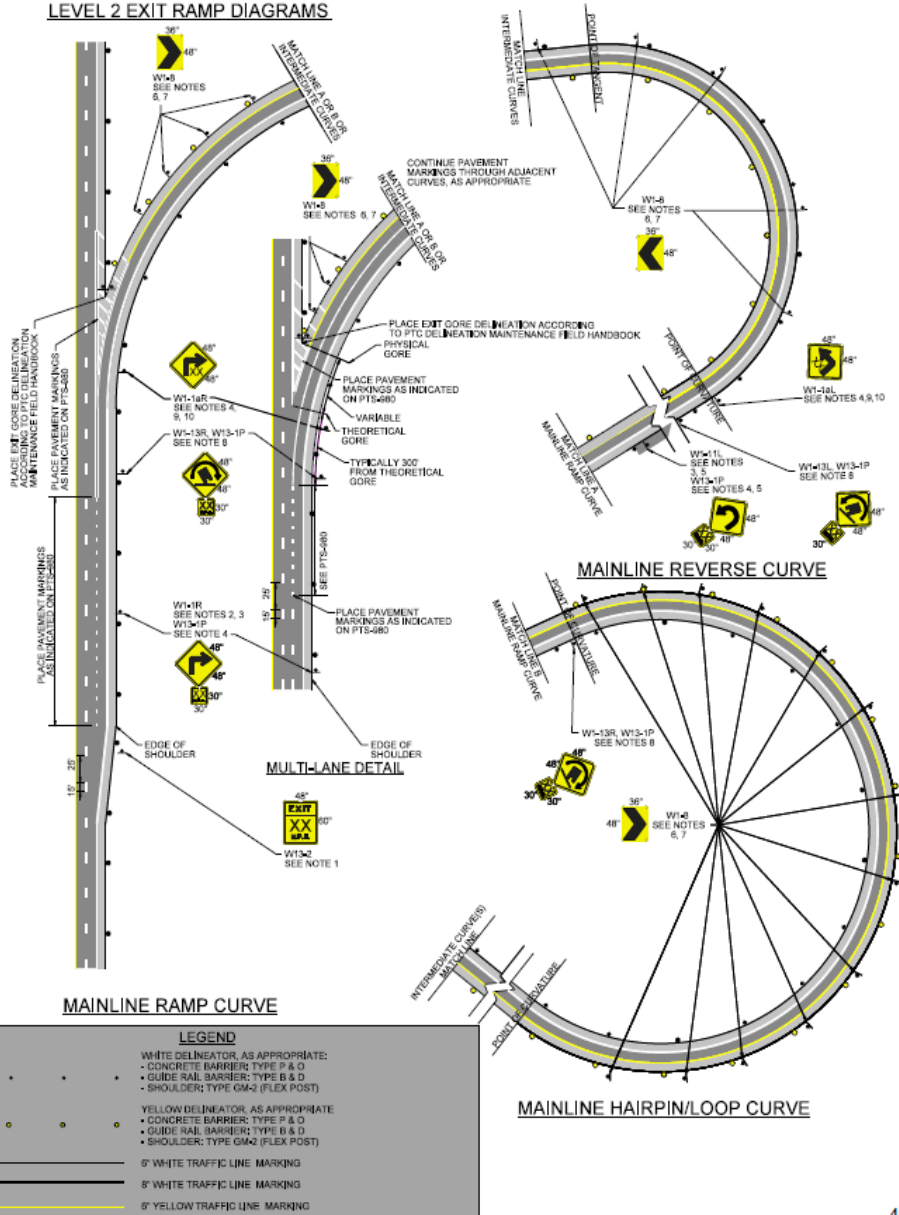 LEVEL 2 EXIT RAMP DIAGRAMS
36"
48"
W1-8
SEE NOTES
6, 7
MATCH LINE A OR B OR
INTERMEDIATE CURVES
36"
48"
W1-8
SEE NOTES 6, 7
CONTINUE PAVEMENT
MARKINGS THROUGH ADJACENT
CURVES, AS APPROPRIATE
MATCH LINE A OR B OR
INTERMEDIATE CURVES
PLACE EXIT GORE DELINEATION ACCORDING
TO PTC DELINEATION MAINTENANCE FIELD HANDBOOK
PHYSICAL
GORE
PLACE PAVEMENT
MARKINGS AS INDICATED
ON PTS-980
VARIABLE
THEORETICAL
GORE
TYPICALLY 300'
FROM THEORETICAL
GORE
SEE PTS-980
25'
15'
PLACE PAVEMENT
MARKINGS AS INDICATED
ON PTS-980
EDGE OF
SHOULDER
MULTI-LANE DETAIL
PLACE EXIT GORE DELINEATION
ACCORDING TO PTC DELINEATION
MAINTENANCE FIELD HANDBOOK
PLACE PAVEMENT MARKINGS
AS INDICATED ON PTS-980
PLACE PAVEMENT MARKINGS
AS INDICATED ON PTS-980
48"
XX
48"
W1-1aR
SEE NOTES 4,
9, 10
W1-13R, W13-1P
SEE NOTE 8
48"
48"
XX
30"
30"
W1-1R
SEE NOTES 2, 3
W13-1P
SEE NOTE 4
48"
48"
XX
30"
30"
EDGE OF
SHOULDER
25'
15'
48"
EXIT
XX
M.P.H.
60"
W13-2
SEE NOTE 1
MAINLINE RAMP CURVE
MATCH LINE
INTERMEDIATE CURVES
POINT OF TANGENT
W1-8
SEE NOTES
6, 7
36"
48"
POINT OF CURVATURE
48"
48"
W1-1aL
SEE NOTES 4,9,10
MATCH LINE A
MAINLINE RAMP CURVE
W1-11L
SEE NOTES
3, 5
W13-1P
SEE NOTES 4, 5
W1-13L, W13-1P
SEE NOTE 8
48"
48"
30"
30"
48"
48"
30"
30"
MAINLINE REVERSE CURVE
POINT OF CURVATURE
MATCH LINE B
MAINLINE RAMP CURVE
W1-13R, W13-1P
SEE NOTES 8
48"
48"
30"
30"
36"
48"
W1-8
SEE NOTES
6, 7
INTERMEDIATE CURVE(S)
MATCH LINE
POINT OF CURVATURE
MAINLINE HAIRPIN/LOOP CURVE
LEGEND
WHITE DELINEATOR, AS APPROPRIATE:
- CONCRETE BARRIER: TYPE P & O
- GUIDE RAIL BARRIER: TYPE B & D
- SHOULDER: TYPE GM-2 (FLEX POST)
YELLOW DELINEATOR, AS APPROPRIATE
- CONCRETE BARRIER: TYPE P & O
- GUIDE RAIL BARRIER: TYPE B & D
- SHOULDER: TYPE GM-2 (FLEX POST)
6" WHITE TRAFFIC LINE MARKING
8" WHITE TRAFFIC LINE MARKING
6" YELLOW TRAFFIC LINE MARKING